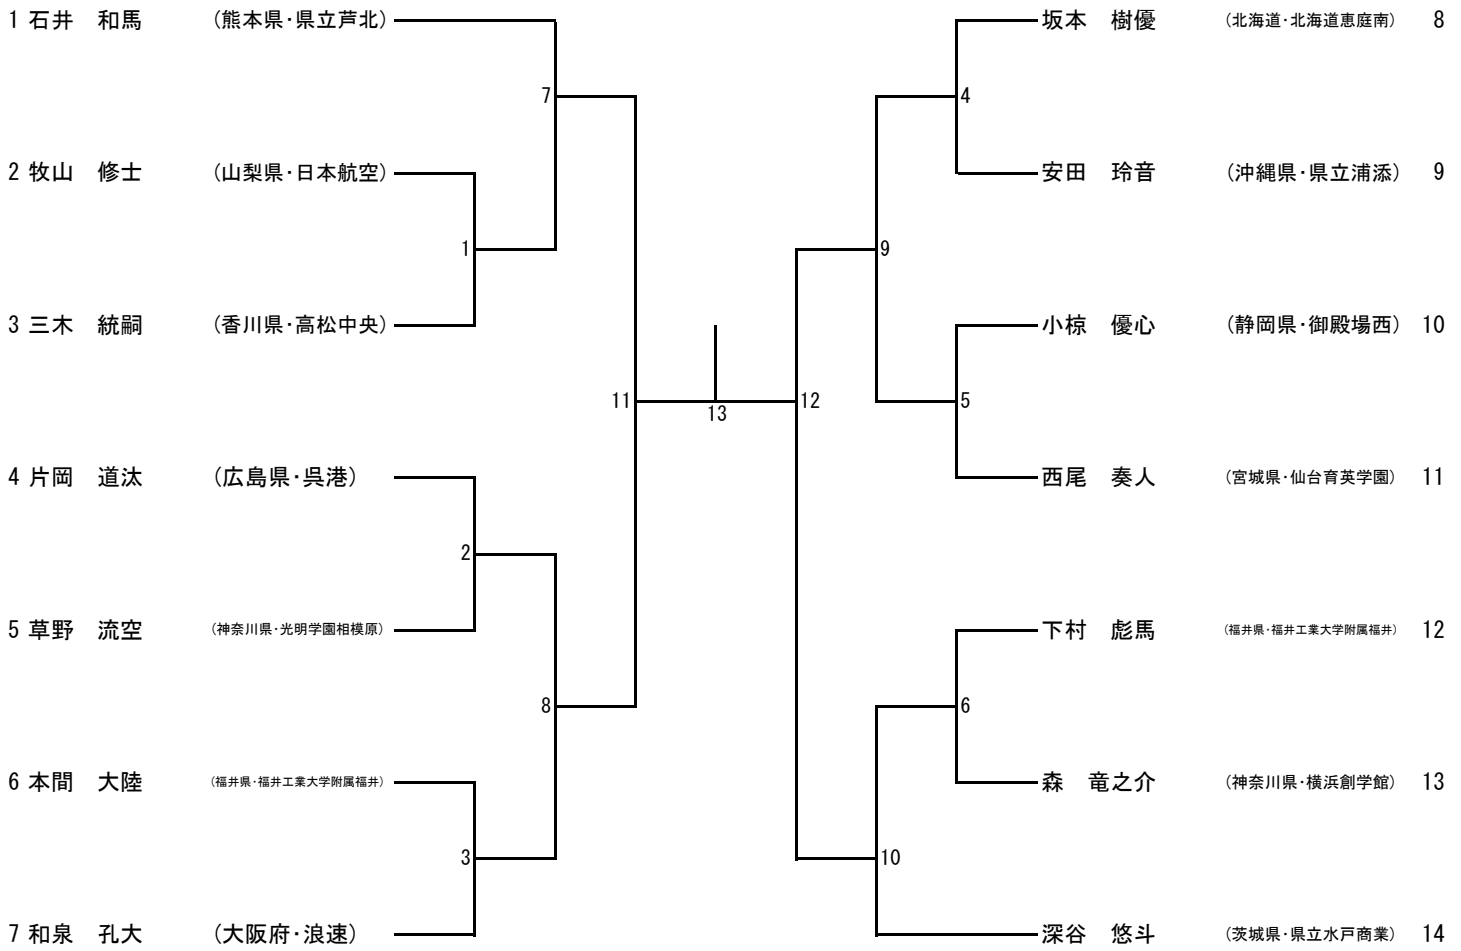 1 石井 和馬 (熊本県・県立芦北)
7
2 牧山 修士 (山梨県・日本航空)
1
3 三木 統嗣 (香川県・高松中央)
11
4 片岡 道汰 (広島県・呉港)
2
5 草野 流空 (神奈川県・光明学園相模原)
8
6 本間 大陸 (福井県・福井工業大学附属福井)
3
7 和泉 孔大 (大阪府・浪速)
13
坂本 樹優 (北海道・北海道恵庭南) 8
4
安田 玲音 (沖縄県・県立浦添) 9
9
小椋 優心 (静岡県・御殿場西) 10
12
5
西尾 奏人 (宮城県・仙台育英学園) 11
下村 彪馬 (福井県・福井工業大学附属福井) 12
6
森 竜之介 (神奈川県・横浜創学館) 13
10
深谷 悠斗 (茨城県・県立水戸商業) 14